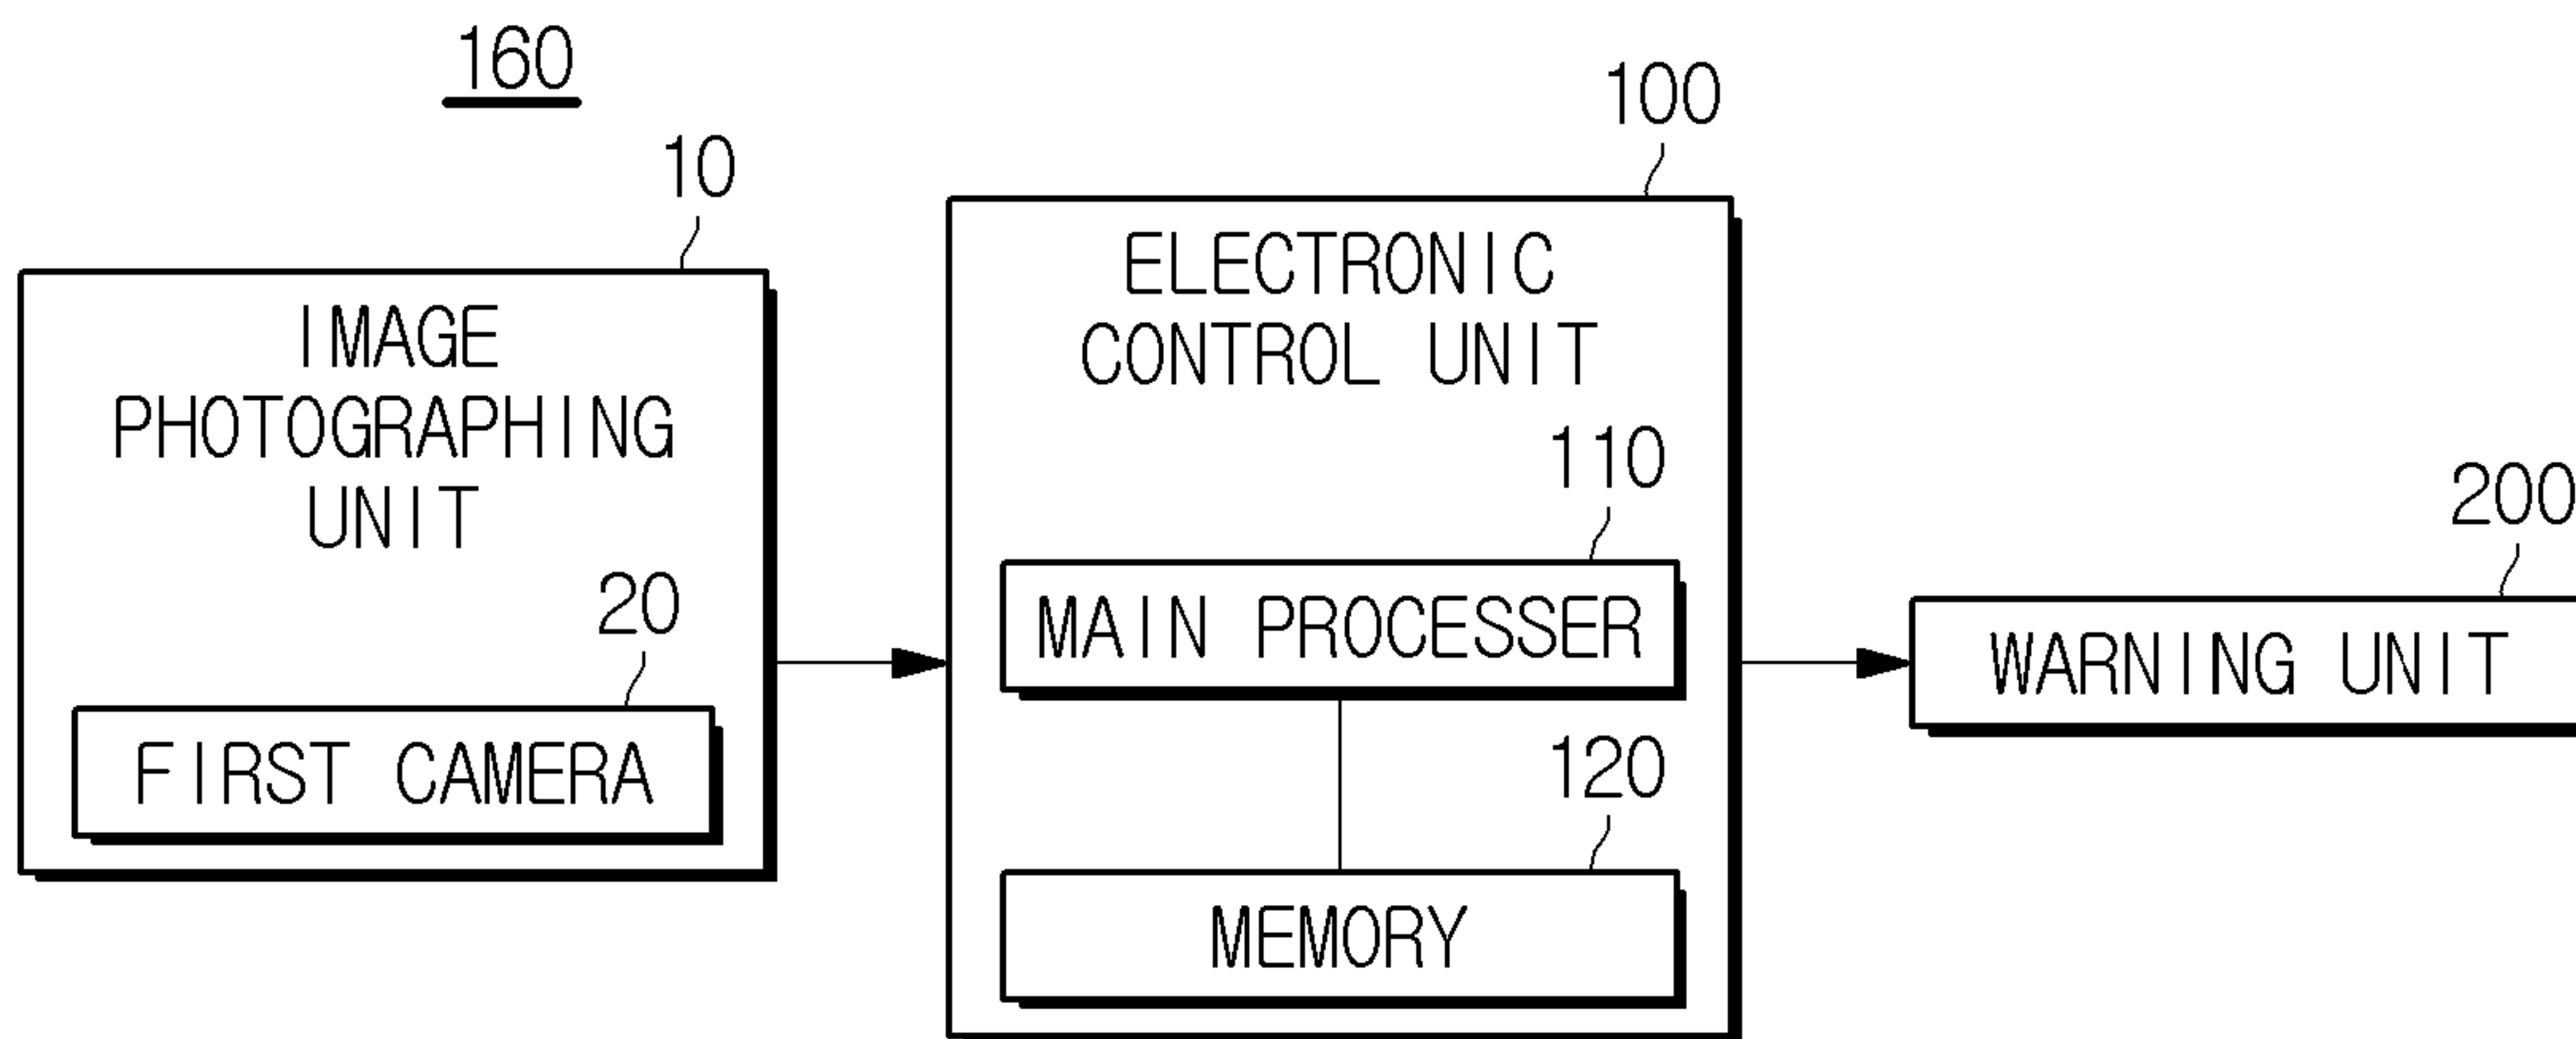 160
10
IMAGE
PHOTOGRAPHING
UNIT
20
FIRST CAMERA
100
ELECTRONIC
CONTROL UNIT
110
MAIN PROCESSER
120
MEMORY
200
WARNING UNIT